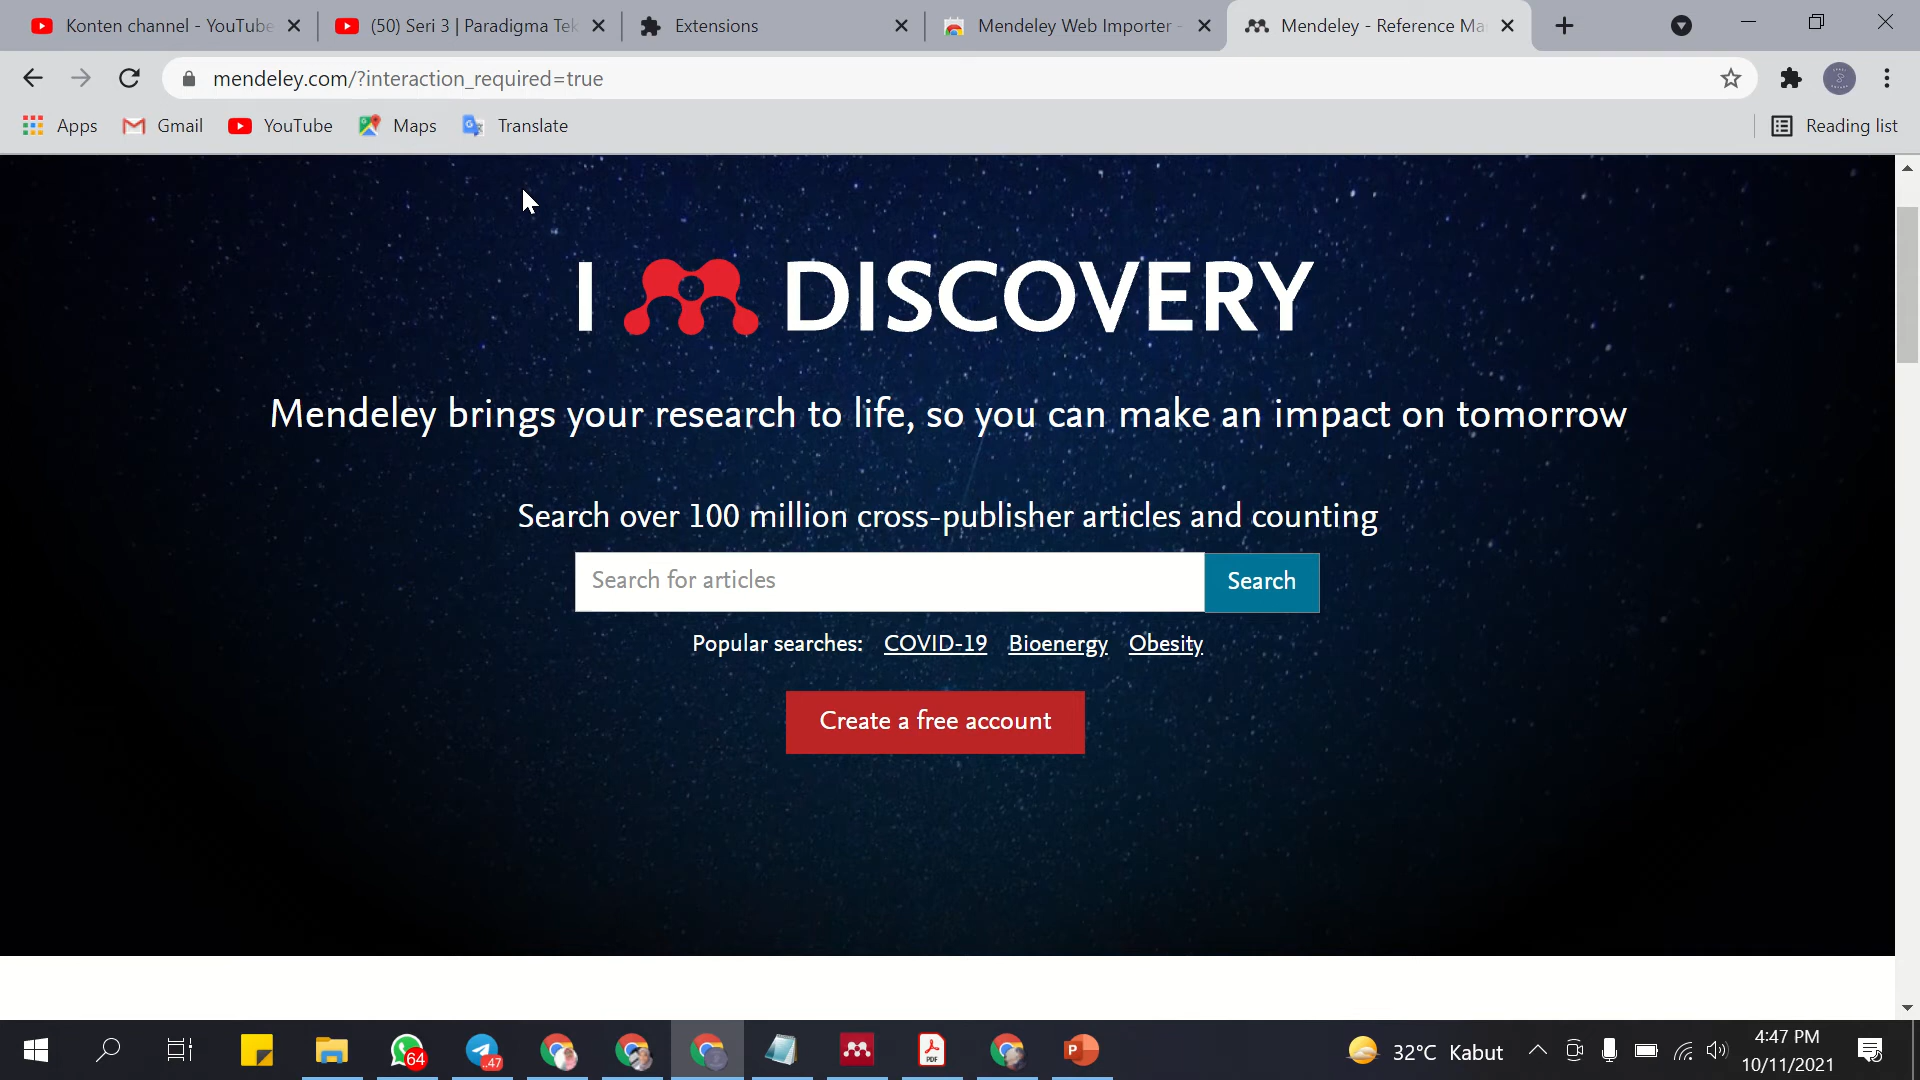 Konten channel - YouTube
(50) Seri 3 | Paradigma Tek
Extensions
Mendeley Web Importer -
Mendeley - Reference Ma
mendeley.com/?interaction_required=true
Apps
Gmail
YouTube
Maps
Translate
Reading list
I DISCOVERY
Mendeley brings your research to life, so you can make an impact on tomorrow
Search over 100 million cross-publisher articles and counting
Search for articles
Search
Popular searches: COVID-19 Bioenergy Obesity
Create a free account
64
47
PDF
P
32°C Kabut
4:47 PM
10/11/2021